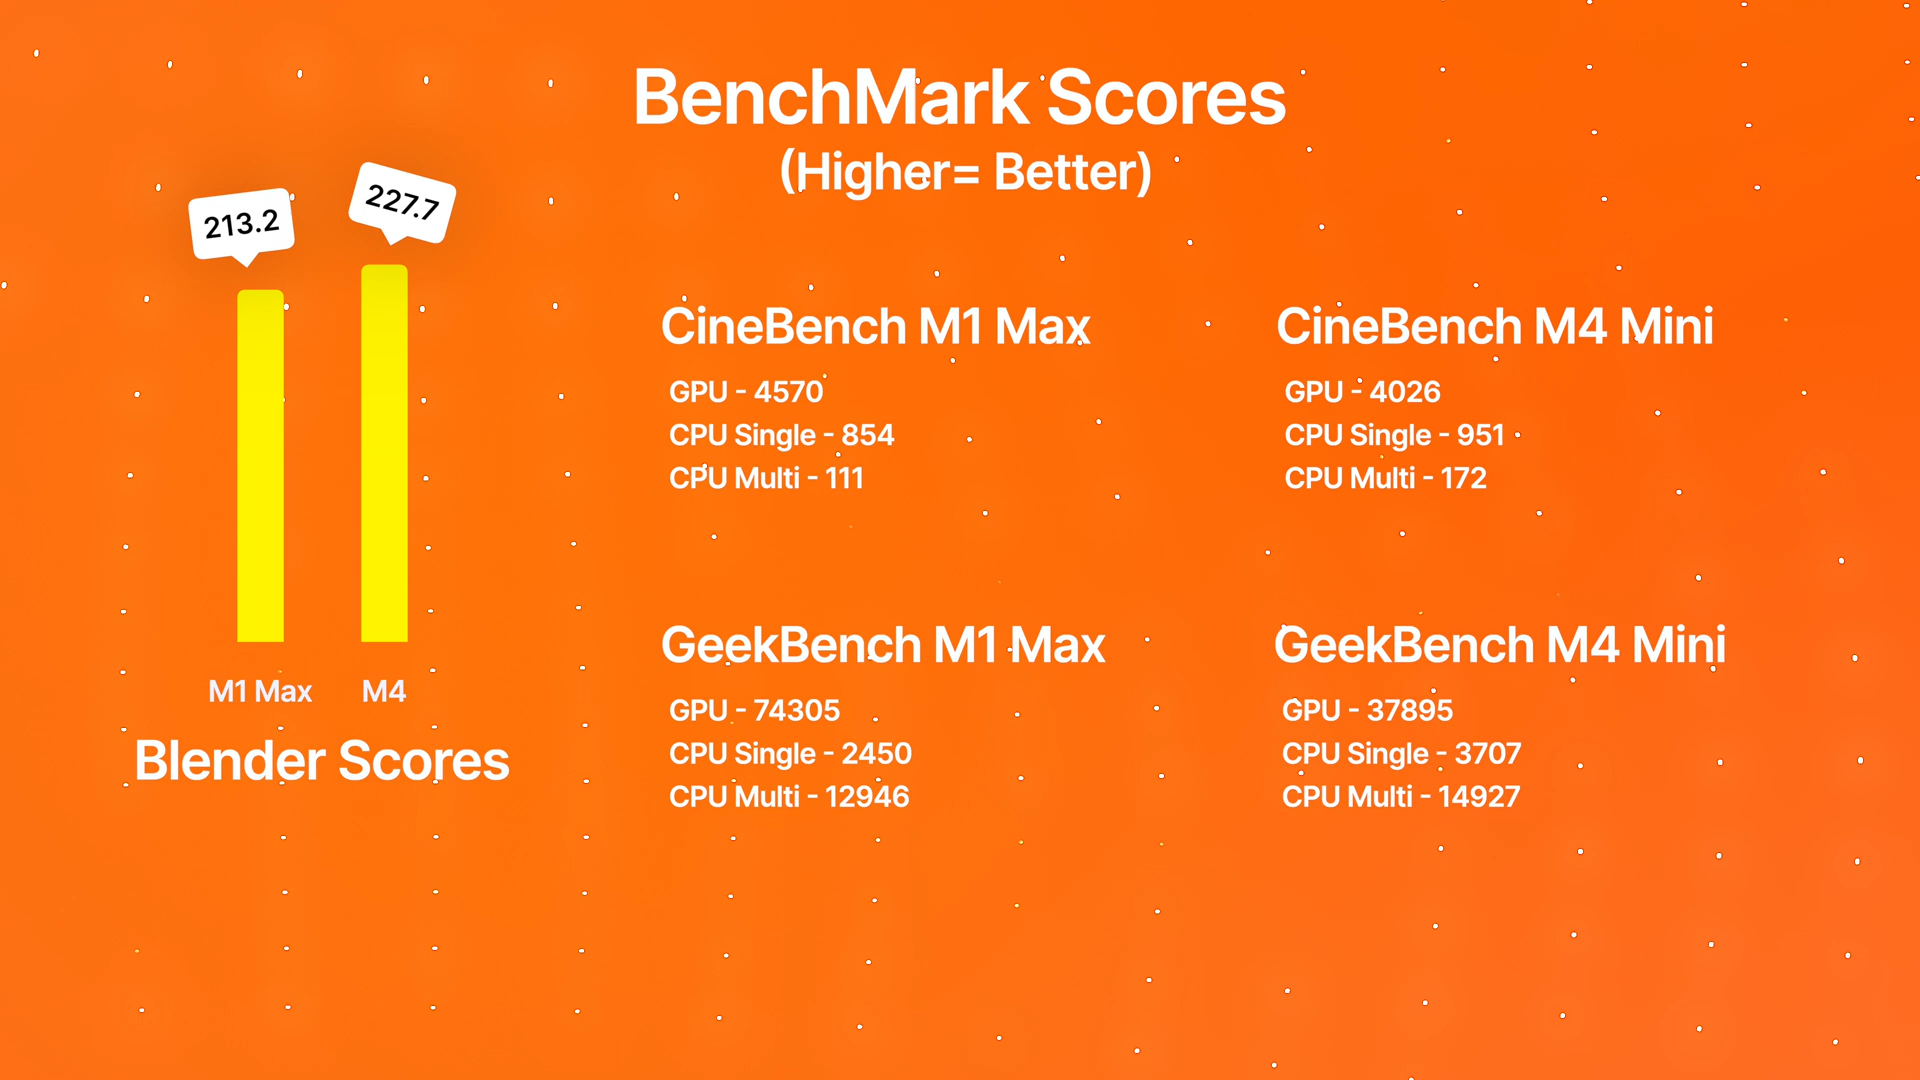 BenchMark Scores
(Higher= Better)
213.2
227.7
M1 Max
M4
Blender Scores
CineBench M1 Max
GPU - 4570
CPU Single - 854
CPU Multi - 111
CineBench M4 Mini
GPU - 4026
CPU Single - 951
CPU Multi - 172
GeekBench M1 Max
GPU - 74305
CPU Single - 2450
CPU Multi - 12946
GeekBench M4 Mini
GPU - 37895
CPU Single - 3707
CPU Multi - 14927